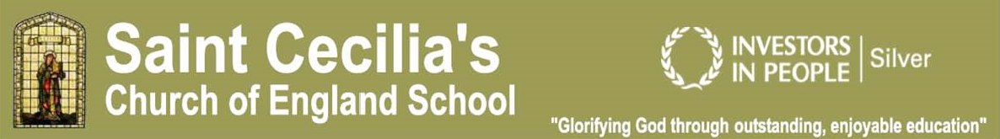 Saint Cecilia's
Church of England School
INVESTORS
IN PEOPLE
Silver
"Glorifying God through outstanding, enjoyable education"